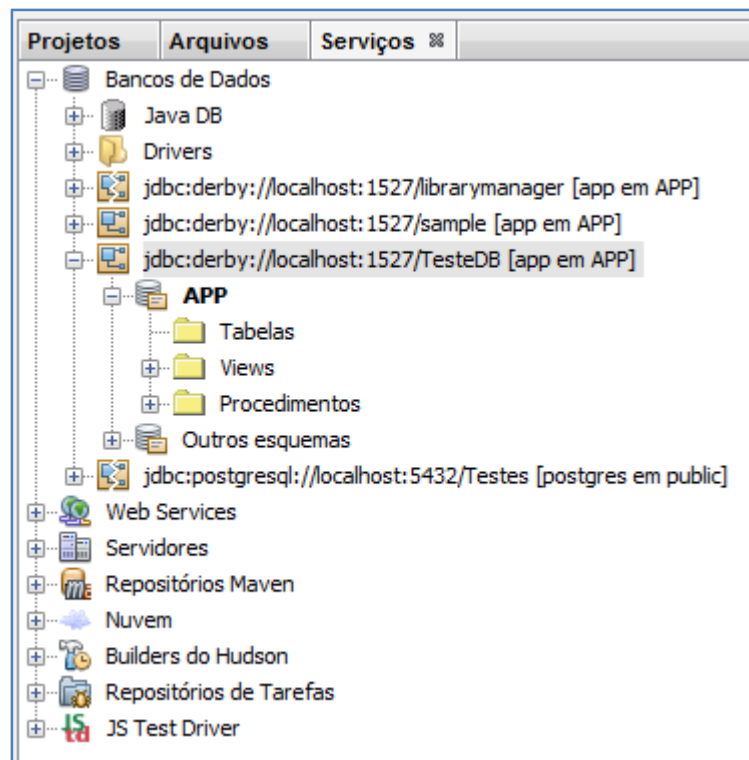 Projetos Arquivos Serviços
Bancos de Dados
Java DB
Drivers
jdbc:derby://localhost:1527/librarymanager [app em APP]
jdbc:derby://localhost:1527/sample [app em APP]
jdbc:derby://localhost:1527/TesteDB [app em APP]
APP
Tabelas
Views
Procedimentos
Outros esquemas
jdbc:postgresql://localhost:5432/Testes [postgres em public]
Web Services
Servidores
Repositórios Maven
Nuvem
Builders do Hudson
Repositórios de Tarefas
JS Test Driver